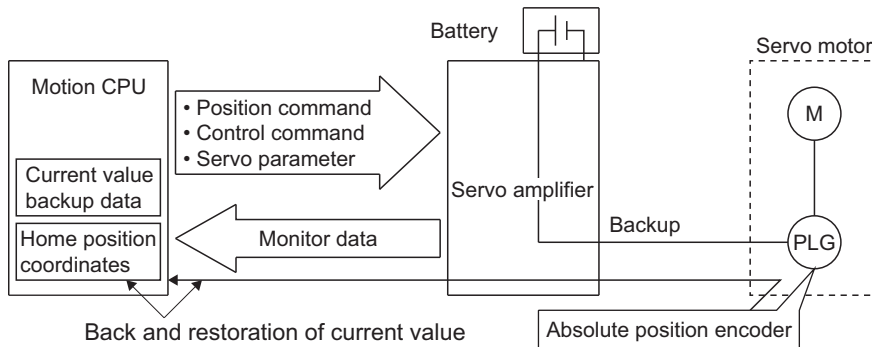 Battery
Servo motor
Motion CPU
• Position command
• Control command
• Servo parameter
M
Current value
backup data
Servo amplifier
Home position
coordinates
Monitor data
Backup
PLG
Back and restoration of current value
Absolute position encoder